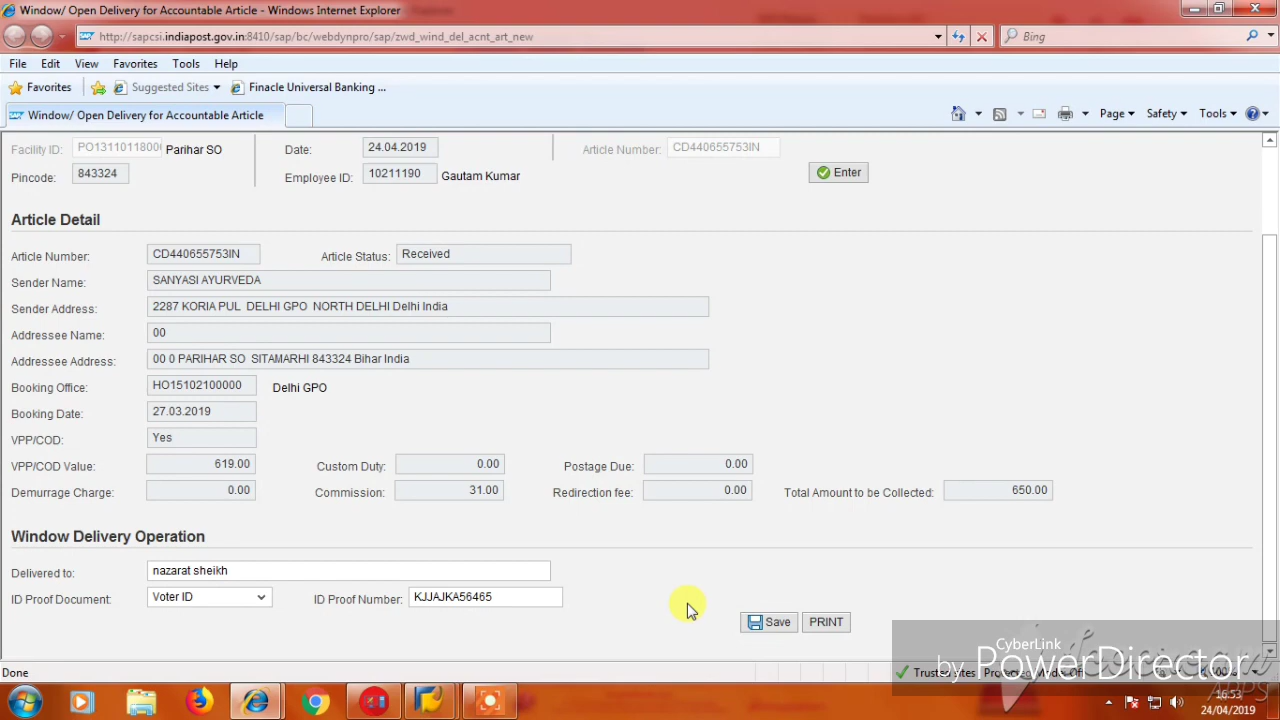 Window/ Open Delivery for Accountable Article - Windows Internet Explorer
http://sapcsi.indiapost.gov.in:8410/sap/bc/webdynpro/sap/zwd_wind_del_acnt_art_new
Bing
File Edit View Favorites Tools Help
Favorites Suggested Sites Finacle Universal Banking ...
Window/ Open Delivery for Accountable Article Page Safety Tools
Facility ID: Parihar SO Date: 24.04.2019 Article Number: CD440655753IN
Pincode: 843324 Employee ID: 10211190 Gautam Kumar Enter
Article Detail
Article Number: CD440655753IN Article Status: Received
Sender Name: SANYASI AYURVEDA
Sender Address: 2287 KORIA PUL DELHI GPO NORTH DELHI Delhi India
Addressee Name: 00
Addressee Address: 00 0 PARIHAR SO SITAMARHI 843324 Bihar India
Booking Office: HO15102100000 Delhi GPO
Booking Date: 27.03.2019
VPP/COD: Yes
VPP/COD Value: 619.00 Custom Duty: 0.00 Postage Due: 0.00
Demurrage Charge: 0.00 Commission: 31.00 Redirection fee: 0.00 Total Amount to be Collected: 650.00
Window Delivery Operation
Delivered to: nazarat sheikh
ID Proof Document: Voter ID ID Proof Number: KJJAJKA56465
Save PRINT
CyberLink
by PowerDirector
Done Trusted sites
APPS
16:53
24/04/2019